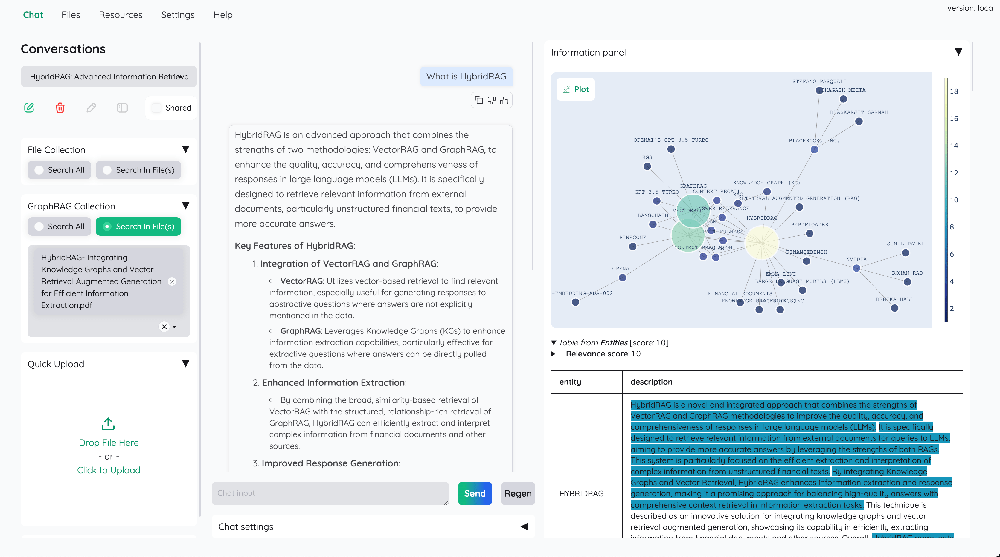 Chat
Files
Resources
Settings
Help
version: local
Conversations
HybridRAG: Advanced Information Retrieva
Shared
File Collection
Search All
Search In File(s)
GraphRAG Collection
Search All
Search In File(s)
HybridRAG- Integrating
Knowledge Graphs and Vector
Retrieval Augmented Generation
for Efficient Information
Extraction.pdf
Quick Upload
Drop File Here
- or -
Click to Upload
What is HybridRAG
HybridRAG is an advanced approach that combines the
strengths of two methodologies: VectorRAG and GraphRAG, to
enhance the quality, accuracy, and comprehensiveness of
responses in large language models (LLMs). It is specifically
designed to retrieve relevant information from external
documents, particularly unstructured financial texts, to provide
more accurate answers.
Key Features of HybridRAG:
1. Integration of VectorRAG and GraphRAG:
VectorRAG: Utilizes vector-based retrieval to find relevant
information, especially useful for generating responses to
abstractive questions where answers are not explicitly
mentioned in the data.
GraphRAG: Leverages Knowledge Graphs (KGs) to enhance
information extraction capabilities, particularly effective for
extractive questions where answers can be directly pulled
from the data.
2. Enhanced Information Extraction:
By combining the broad, similarity-based retrieval of
VectorRAG with the structured, relationship-rich retrieval of
GraphRAG, HybridRAG can efficiently extract and interpret
complex information from financial documents and other
sources.
3. Improved Response Generation:
Chat input
Send
Regen
Chat settings
Information panel
Plot
STEFANO PASQUALI
DHAGASH MEHTA
BHASKARJIT SARMAH
OPENAI'S GPT-3.5-TURBO
BLACKROCK, INC.
KGS
GRAPHRAG
KNOWLEDGE GRAPH (KG)
GPT-3.5-TURBO
CONTEXT RECALL
RAG
RETRIEVAL AUGMENTED GENERATION (RAG)
VECTORRAG
ANSWER RELEVANCE
LANGCHAIN
HYBRIDRAG
LLM
PYPDFLOADER
FAITHFULNESS
PINECONE
SUNIL PATEL
CONTEXT PRECISION
RAGAS
FINANCEBENCH
NVIDIA
OPENAI
EMMA LIND
ROHAN RAO
LARGE LANGUAGE MODELS (LLMS)
-EMBEDDING-ADA-002
FINANCIAL DOCUMENTS
KNOWLEDGE GRAPHS (KGS)
BLACKROCK, INC
BENIKA HALL
18
16
14
12
10
8
6
4
2
Table from Entities [score: 1.0]
Relevance score: 1.0
entity
description
HYBRIDRAG
HybridRAG is a novel and integrated approach that combines the strengths of
VectorRAG and GraphRAG methodologies to improve the quality, accuracy, and
comprehensiveness of responses in large language models (LLMs). It is specifically
designed to retrieve relevant information from external documents for queries to LLMs,
aiming to provide more accurate answers by leveraging the strengths of both RAGs.
This system is particularly focused on the efficient extraction and interpretation of
complex information from unstructured financial texts. By integrating Knowledge
Graphs and Vector Retrieval, HybridRAG enhances information extraction and response
generation, making it a promising approach for balancing high-quality answers with
comprehensive context retrieval in information extraction tasks. This technique is
described as an innovative solution for integrating knowledge graphs and vector
retrieval augmented generation, showcasing its capability in efficiently extracting
information from financial documents and other sources. Overall, HybridRAG represents